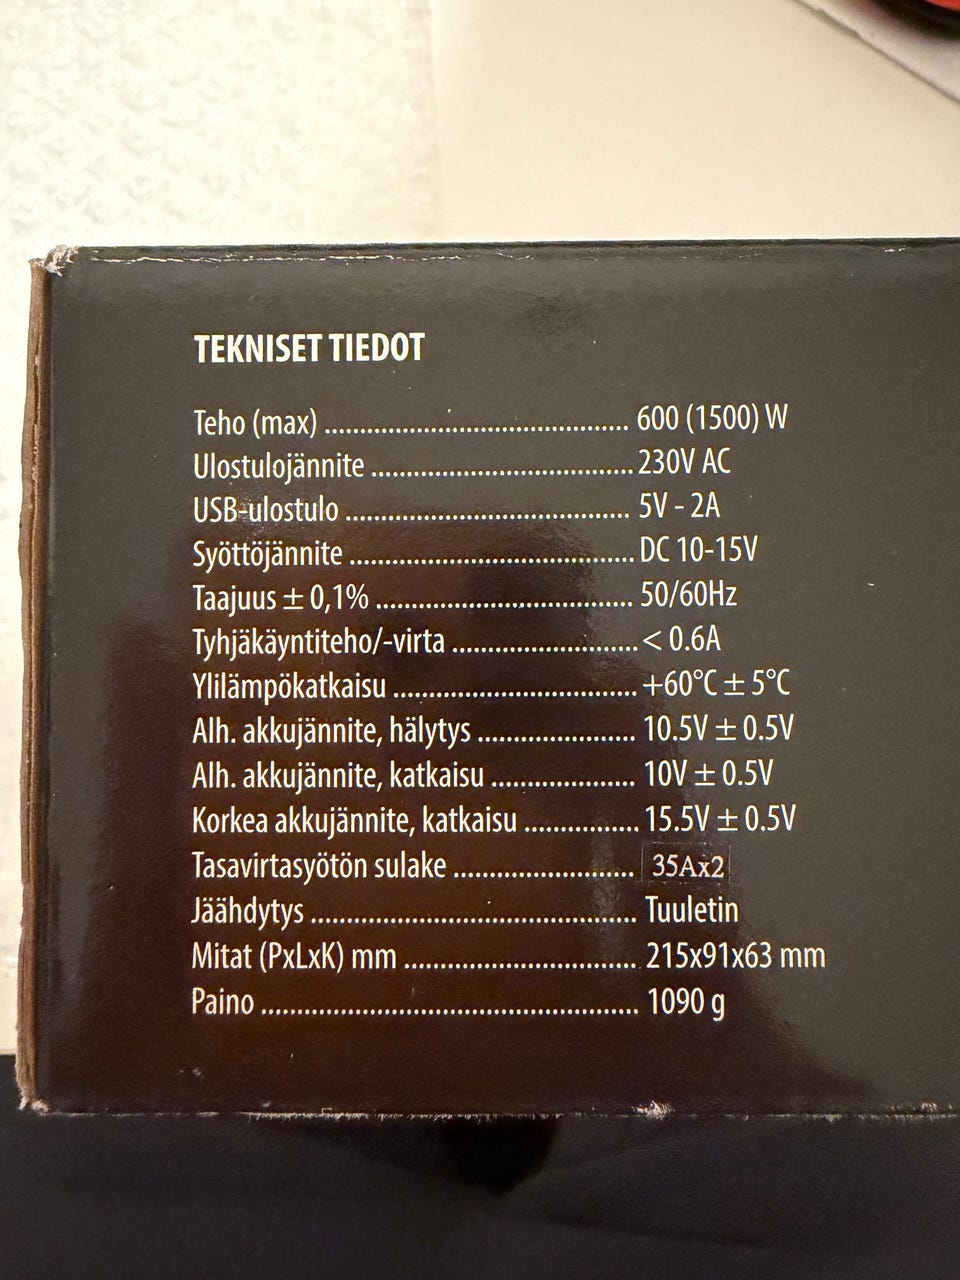 TEKNISET TIEDOT
Teho (max) ........................................... 600 (1500) W
Ulostulojännite ..................................... 230V AC
USB-ulostulo ........................................ 5V - 2A
Syöttöjännite ........................................ DC 10-15V
Taajuus ± 0,1% .................................... 50/60Hz
Tyhjäkäyntiteho/-virta .......................... < 0.6A
Ylilämpökatkaisu .................................. +60°C ± 5°C
Alh. akkujännite, hälytys ...................... 10.5V ± 0.5V
Alh. akkujännite, katkaisu .................... 10V ± 0.5V
Korkea akkujännite, katkaisu ................ 15.5V ± 0.5V
Tasavirtasyötön sulake ......................... 35Ax2
Jäähdytys .............................................. Tuuletin
Mitat (PxLxK) mm ................................. 215x91x63 mm
Paino ..................................................... 1090 g